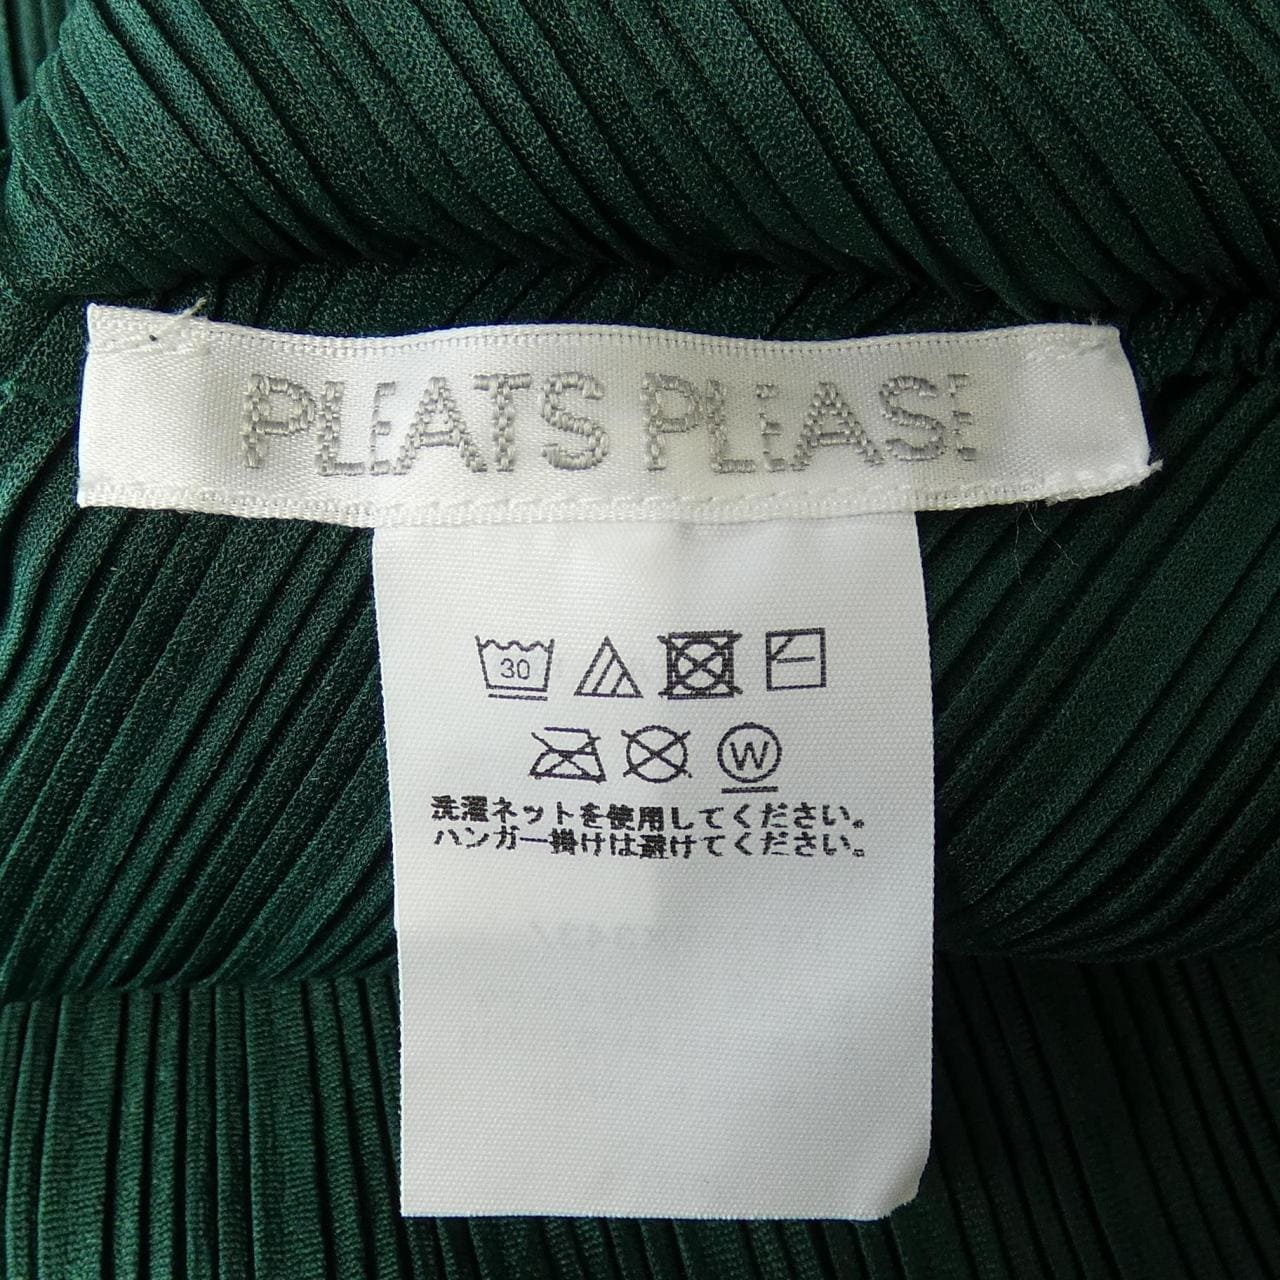 PLEATS PLEASE
30
W
洗濯ネットを使用してください。
ハンガー掛けは避けてください。